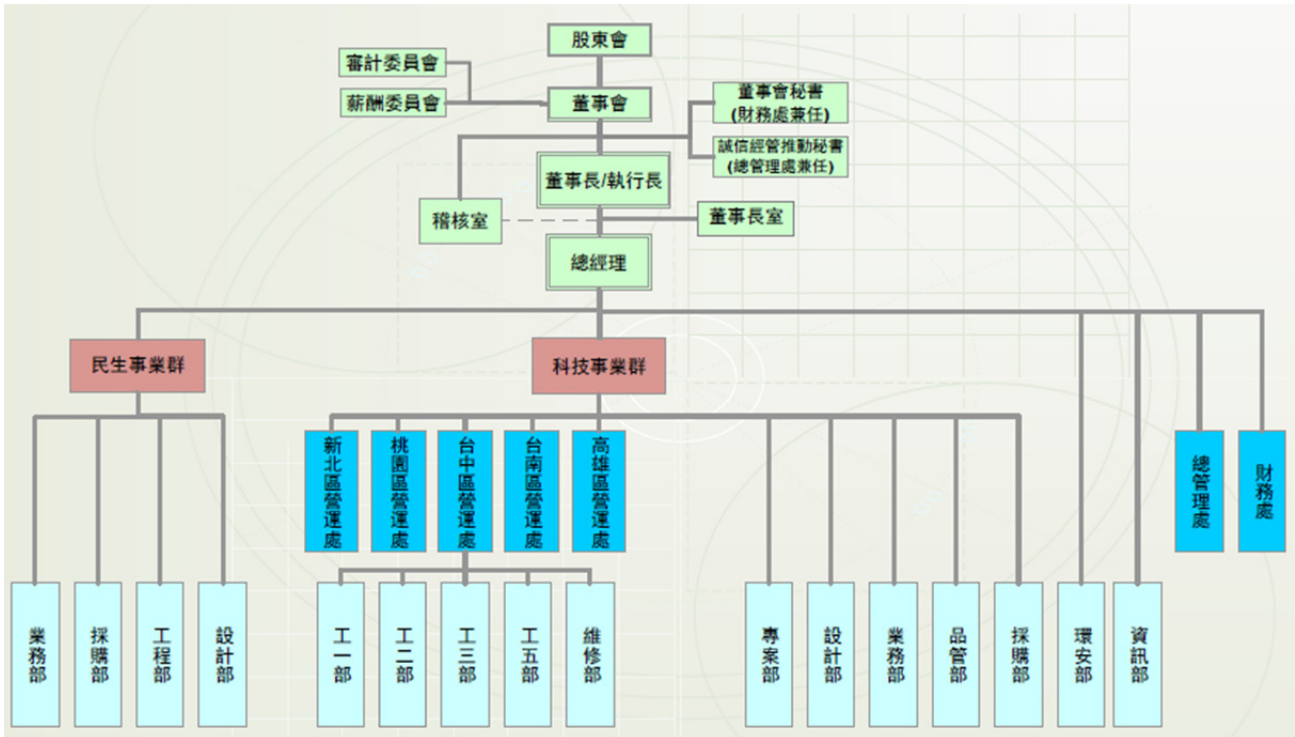 股東會
審計委員會
薪酬委員會
董事會
董事會秘書
(財務處兼任)
誠信經管推動秘書
(總管理處兼任)
董事長/執行長
稽核室
董事長室
總經理
民生事業群
科技事業群
新北區營運處
桃園區營運處
台中區營運處
台南區營運處
高雄區營運處
總管理處
財務處
業務部
採購部
工程部
設計部
工一部
工二部
工三部
工五部
維修部
專案部
設計部
業務部
品管部
採購部
環安部
資訊部